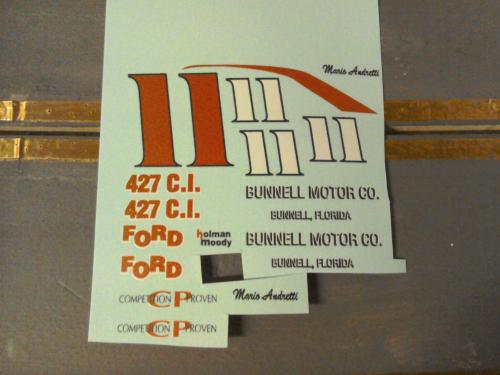 Mario Andretti
11
11
11
11
427 C.I.
427 C.I.
BUNNELL MOTOR CO.
BUNNELL, FLORIDA
FORD
holman
moody
BUNNELL MOTOR CO.
BUNNELL, FLORIDA
FORD
COMPETITION CP PROVEN
Mario Andretti
COMPETITION CP PROVEN